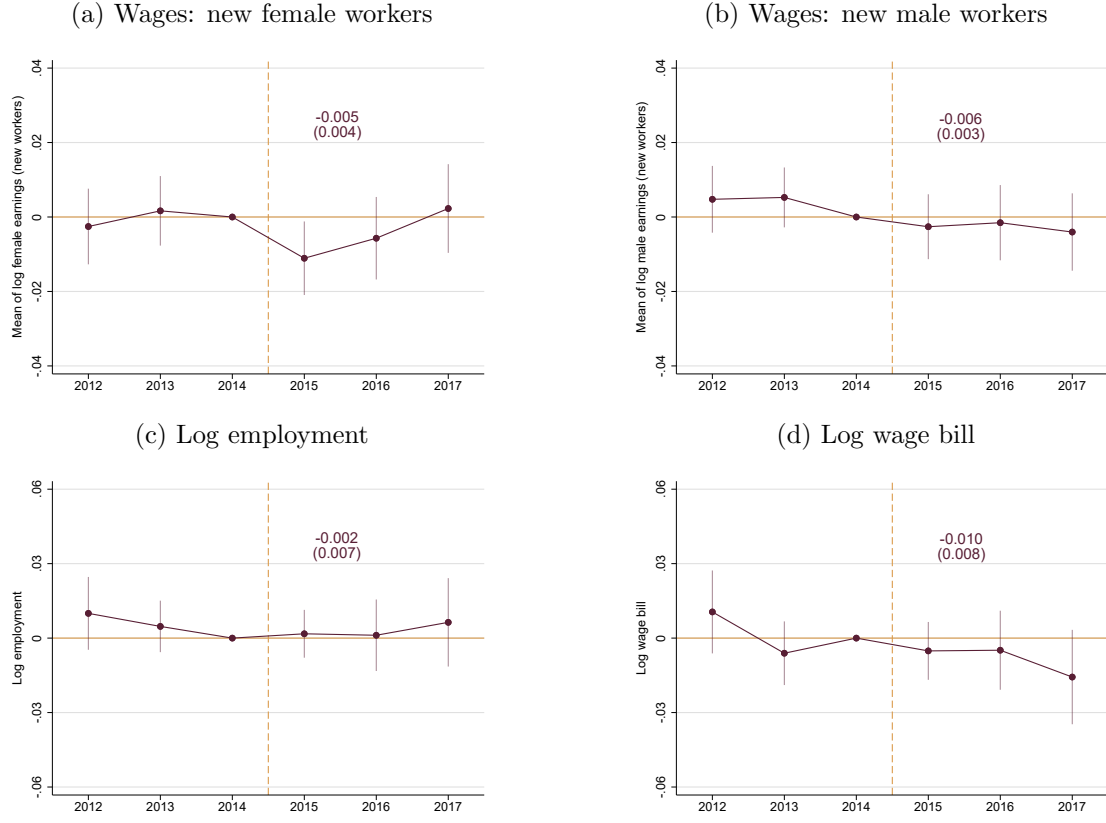 (a) Wages: new female workers
Mean of log female earnings (new workers)
.04
.02
0
-.02
-.04
-0.005
(0.004)
2012 2013 2014 2015 2016 2017
(b) Wages: new male workers
Mean of log male earnings (new workers)
.04
.02
0
-.02
-.04
-0.006
(0.003)
2012 2013 2014 2015 2016 2017
(c) Log employment
Log employment
.06
.03
0
-.03
-.06
-0.002
(0.007)
2012 2013 2014 2015 2016 2017
(d) Log wage bill
Log wage bill
.06
.03
0
-.03
-.06
-0.010
(0.008)
2012 2013 2014 2015 2016 2017